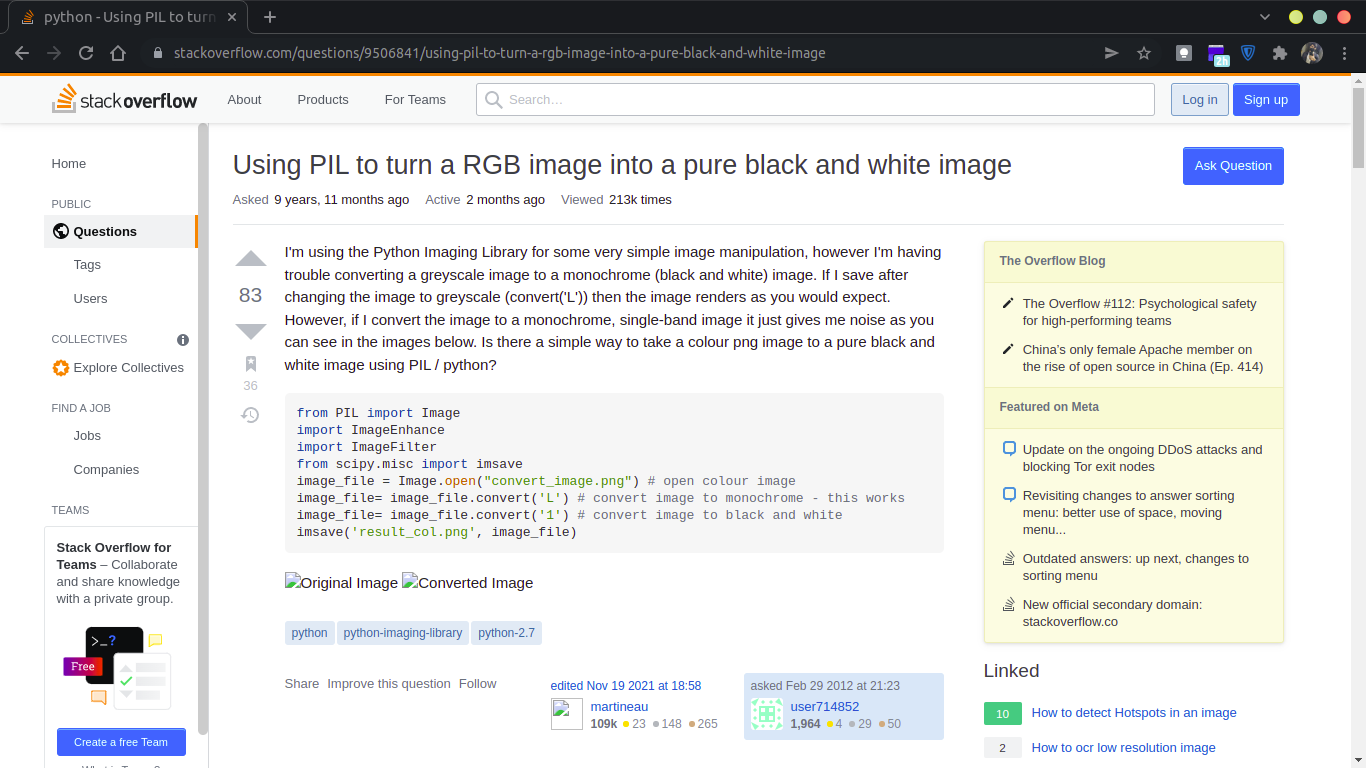 python - Using PIL to turn
stackoverflow.com/questions/9506841/using-pil-to-turn-a-rgb-image-into-a-pure-black-and-white-image
2h
stackoverflow
About
Products
For Teams
Search…
Log in
Sign up
Home
PUBLIC
Questions
Tags
Users
COLLECTIVES
Explore Collectives
FIND A JOB
Jobs
Companies
TEAMS
Stack Overflow for
Teams – Collaborate
and share knowledge
with a private group.
>_?
Free
Create a free Team
What is Teams?
Using PIL to turn a RGB image into a pure black and white image
Ask Question
Asked 9 years, 11 months ago Active 2 months ago Viewed 213k times
83
36
I'm using the Python Imaging Library for some very simple image manipulation, however I'm having
trouble converting a greyscale image to a monochrome (black and white) image. If I save after
changing the image to greyscale (convert('L')) then the image renders as you would expect.
However, if I convert the image to a monochrome, single-band image it just gives me noise as you
can see in the images below. Is there a simple way to take a colour png image to a pure black and
white image using PIL / python?
from PIL import Image
import ImageEnhance
import ImageFilter
from scipy.misc import imsave
image_file = Image.open("convert_image.png") # open colour image
image_file= image_file.convert('L') # convert image to monochrome - this works
image_file= image_file.convert('1') # convert image to black and white
imsave('result_col.png', image_file)
Original Image Converted Image
python python-imaging-library python-2.7
Share Improve this question Follow
edited Nov 19 2021 at 18:58
martineau
109k 23 148 265
asked Feb 29 2012 at 21:23
user714852
1,964 4 29 50
The Overflow Blog
The Overflow #112: Psychological safety
for high-performing teams
China's only female Apache member on
the rise of open source in China (Ep. 414)
Featured on Meta
Update on the ongoing DDoS attacks and
blocking Tor exit nodes
Revisiting changes to answer sorting
menu: better use of space, moving
menu...
Outdated answers: up next, changes to
sorting menu
New official secondary domain:
stackoverflow.co
Linked
10 How to detect Hotspots in an image
2 How to ocr low resolution image